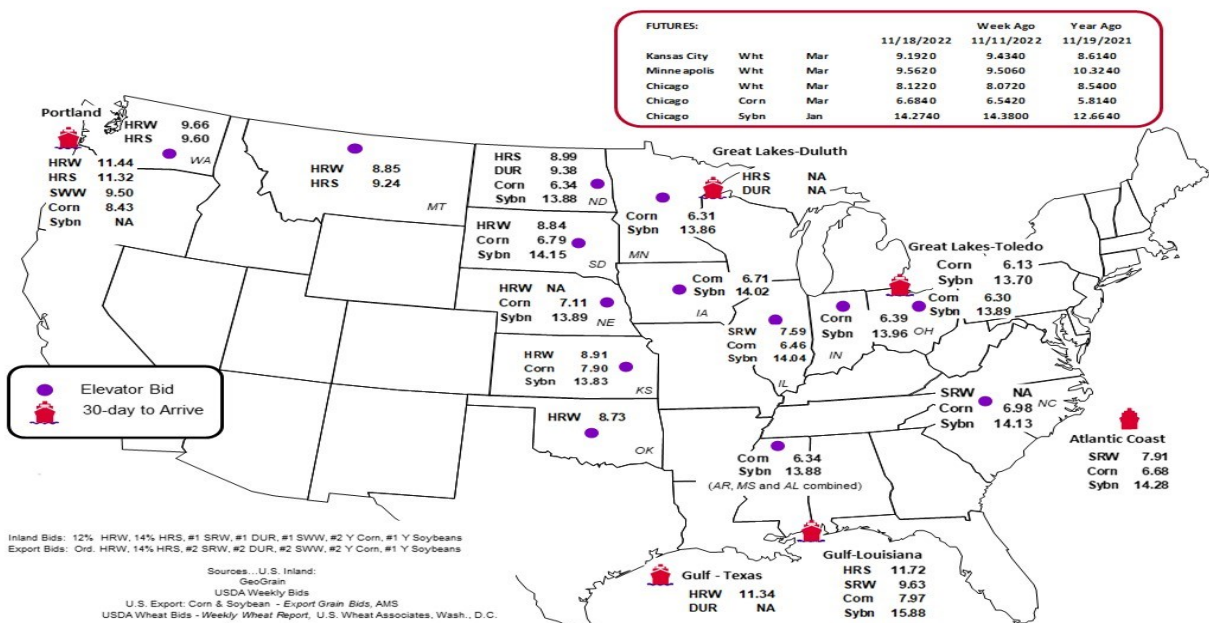 FUTURES:
Week Ago Year Ago
11/18/2022 11/11/2022 11/19/2021
Kansas City Wht Mar 9.1920 9.4340 8.6140
Minneapolis Wht Mar 9.5620 9.5060 10.3240
Chicago Wht Mar 8.1220 8.0720 8.5400
Chicago Corn Mar 6.6840 6.5420 5.8140
Chicago Sybn Jan 14.2740 14.3800 12.6640
Portland
HRW 11.44
HRS 11.32
SWW 9.50
Corn 8.43
Sybn NA
HRW 9.66
HRS 9.60
WA
HRW 8.85
HRS 9.24
MT
HRS 8.99
DUR 9.38
Corn 6.34
Sybn 13.88
ND
HRW 8.84
Corn 6.79
Sybn 14.15
SD
HRW NA
Corn 7.11
Sybn 13.89
NE
HRW 8.91
Corn 7.90
Sybn 13.83
KS
HRW 8.73
OK
Great Lakes-Duluth
HRS NA
DUR NA
Corn 6.31
Sybn 13.86
MN
Corn 6.71
Sybn 14.02
IA
SRW 7.59
Corn 6.46
Sybn 14.04
IL
Corn 6.39
Sybn 13.96
IN
Great Lakes-Toledo
Corn 6.13
Sybn 13.70
Corn 6.30
Sybn 13.89
OH
SRW NA
Corn 6.98
Sybn 14.13
NC
Atlantic Coast
SRW 7.91
Corn 6.68
Sybn 14.28
Corn 6.34
Sybn 13.88
(AR, MS and AL combined)
Gulf-Louisiana
HRS 11.72
SRW 9.63
Corn 7.97
Sybn 15.88
Gulf - Texas
HRW 11.34
DUR NA
Elevator Bid
30-day to Arrive
Inland Bids: 12% HRW, 14% HRS, #1 SRW, #1 DUR, #1 SWW, #2 Y Corn, #1 Y Soybeans
Export Bids: Ord. HRW, 14% HRS, #2 SRW, #2 DUR, #2 SWW, #2 Y Corn, #1 Y Soybeans
Sources...U.S. Inland:
GeoGrain
USDA Weekly Bids
U.S. Export: Corn & Soybean - Export Grain Bids, AMS
USDA Wheat Bids - Weekly Wheat Report, U.S. Wheat Associates, Wash., D.C.